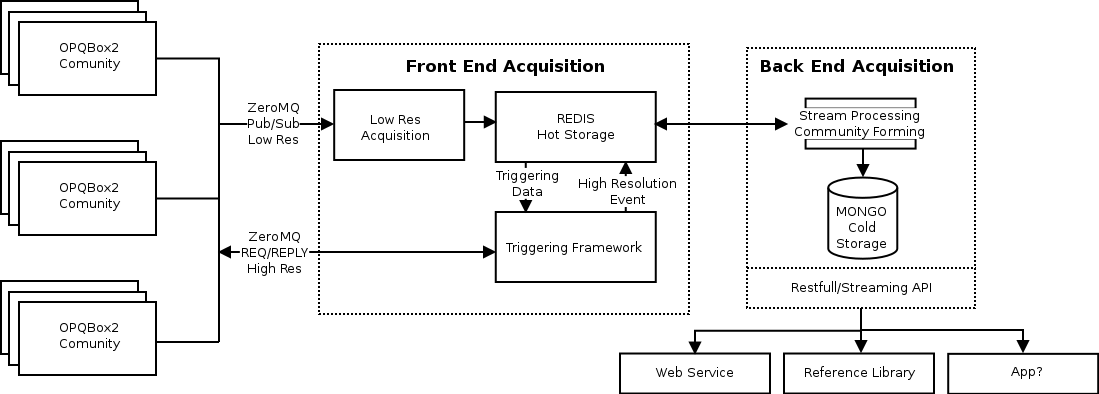 OPQBox2
Comunity
OPQBox2
Comunity
OPQBox2
Comunity
ZeroMQ
Pub/Sub
Low Res
ZeroMQ
REQ/REPLY
High Res
Front End Acquisition
Low Res
Acquisition
REDIS
Hot Storage
Triggering
Data
High Resolution
Event
Triggering Framework
Back End Acquisition
Stream Processing
Community Forming
MONGO
Cold
Storage
Restfull/Streaming API
Web Service
Reference Library
App?